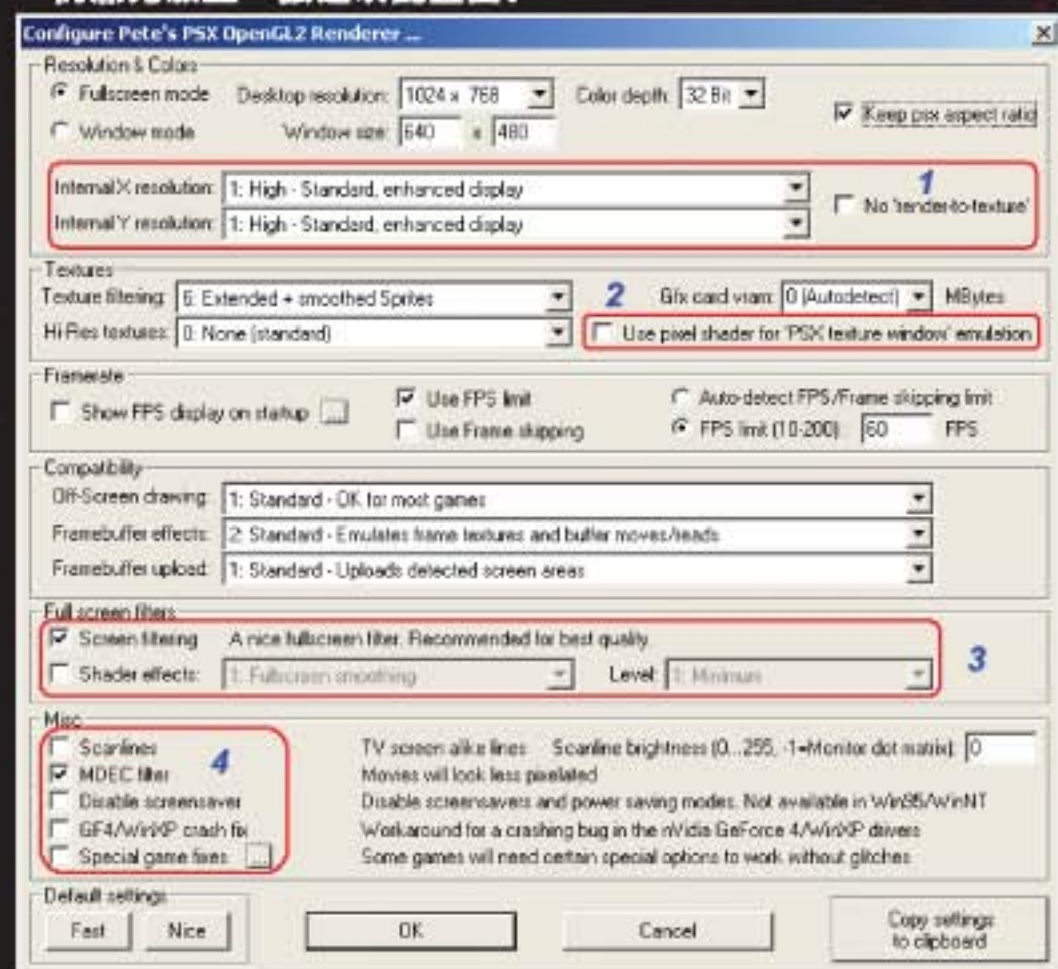 Configure Pete's PSX OpenGL2 Renderer ...
Resolution & Colors
Fullscreen mode Desktop resolution: 1024 x 768 Color depth: 32 Bit
Keep psx aspect ratio
Window mode Window size: 640 x 480
1
Internal X resolution: 1: High - Standard, enhanced display
No 'render-to-texture'
Internal Y resolution: 1: High - Standard, enhanced display
Textures
Texture filtering: 6: Extended + smoothed Sprites 2 Gfx card vram: 0 (Autodetect) MBytes
Hi-Res textures: 0: None (standard) Use pixel shader for 'PSX texture window' emulation
Framerate
Show FPS display on startup ... Use FPS limit Auto-detect FPS/Frame skipping limit
Use Frame skipping FPS limit (10-200): 60 FPS
Compatibility
Off-Screen drawing: 1: Standard - OK for most games
Framebuffer effects: 2: Standard - Emulates frame textures and buffer moves/reads
Framebuffer upload: 1: Standard - Uploads detected screen areas
Full screen filters
Screen filtering A nice fullscreen filter. Recommended for best quality
3
Shader effects: 1: Fullscreen smoothing Level: 1: Minimum
Misc
Scanlines TV screen alike lines Scanline brightness (0...255, -1=Monitor dot matrix): 0
4
MDEC filter Movies will look less pixelated
Disable screensaver Disable screensavers and power saving modes. Not available in Win95/WinNT
GF4/WinXP crash fix Workaround for a crashing bug in the nVidia GeForce 4/WinXP drivers
Special game fixes ... Some games will need certain special options to work without glitches
Default settings
Fast Nice OK Cancel Copy settings
to clipboard